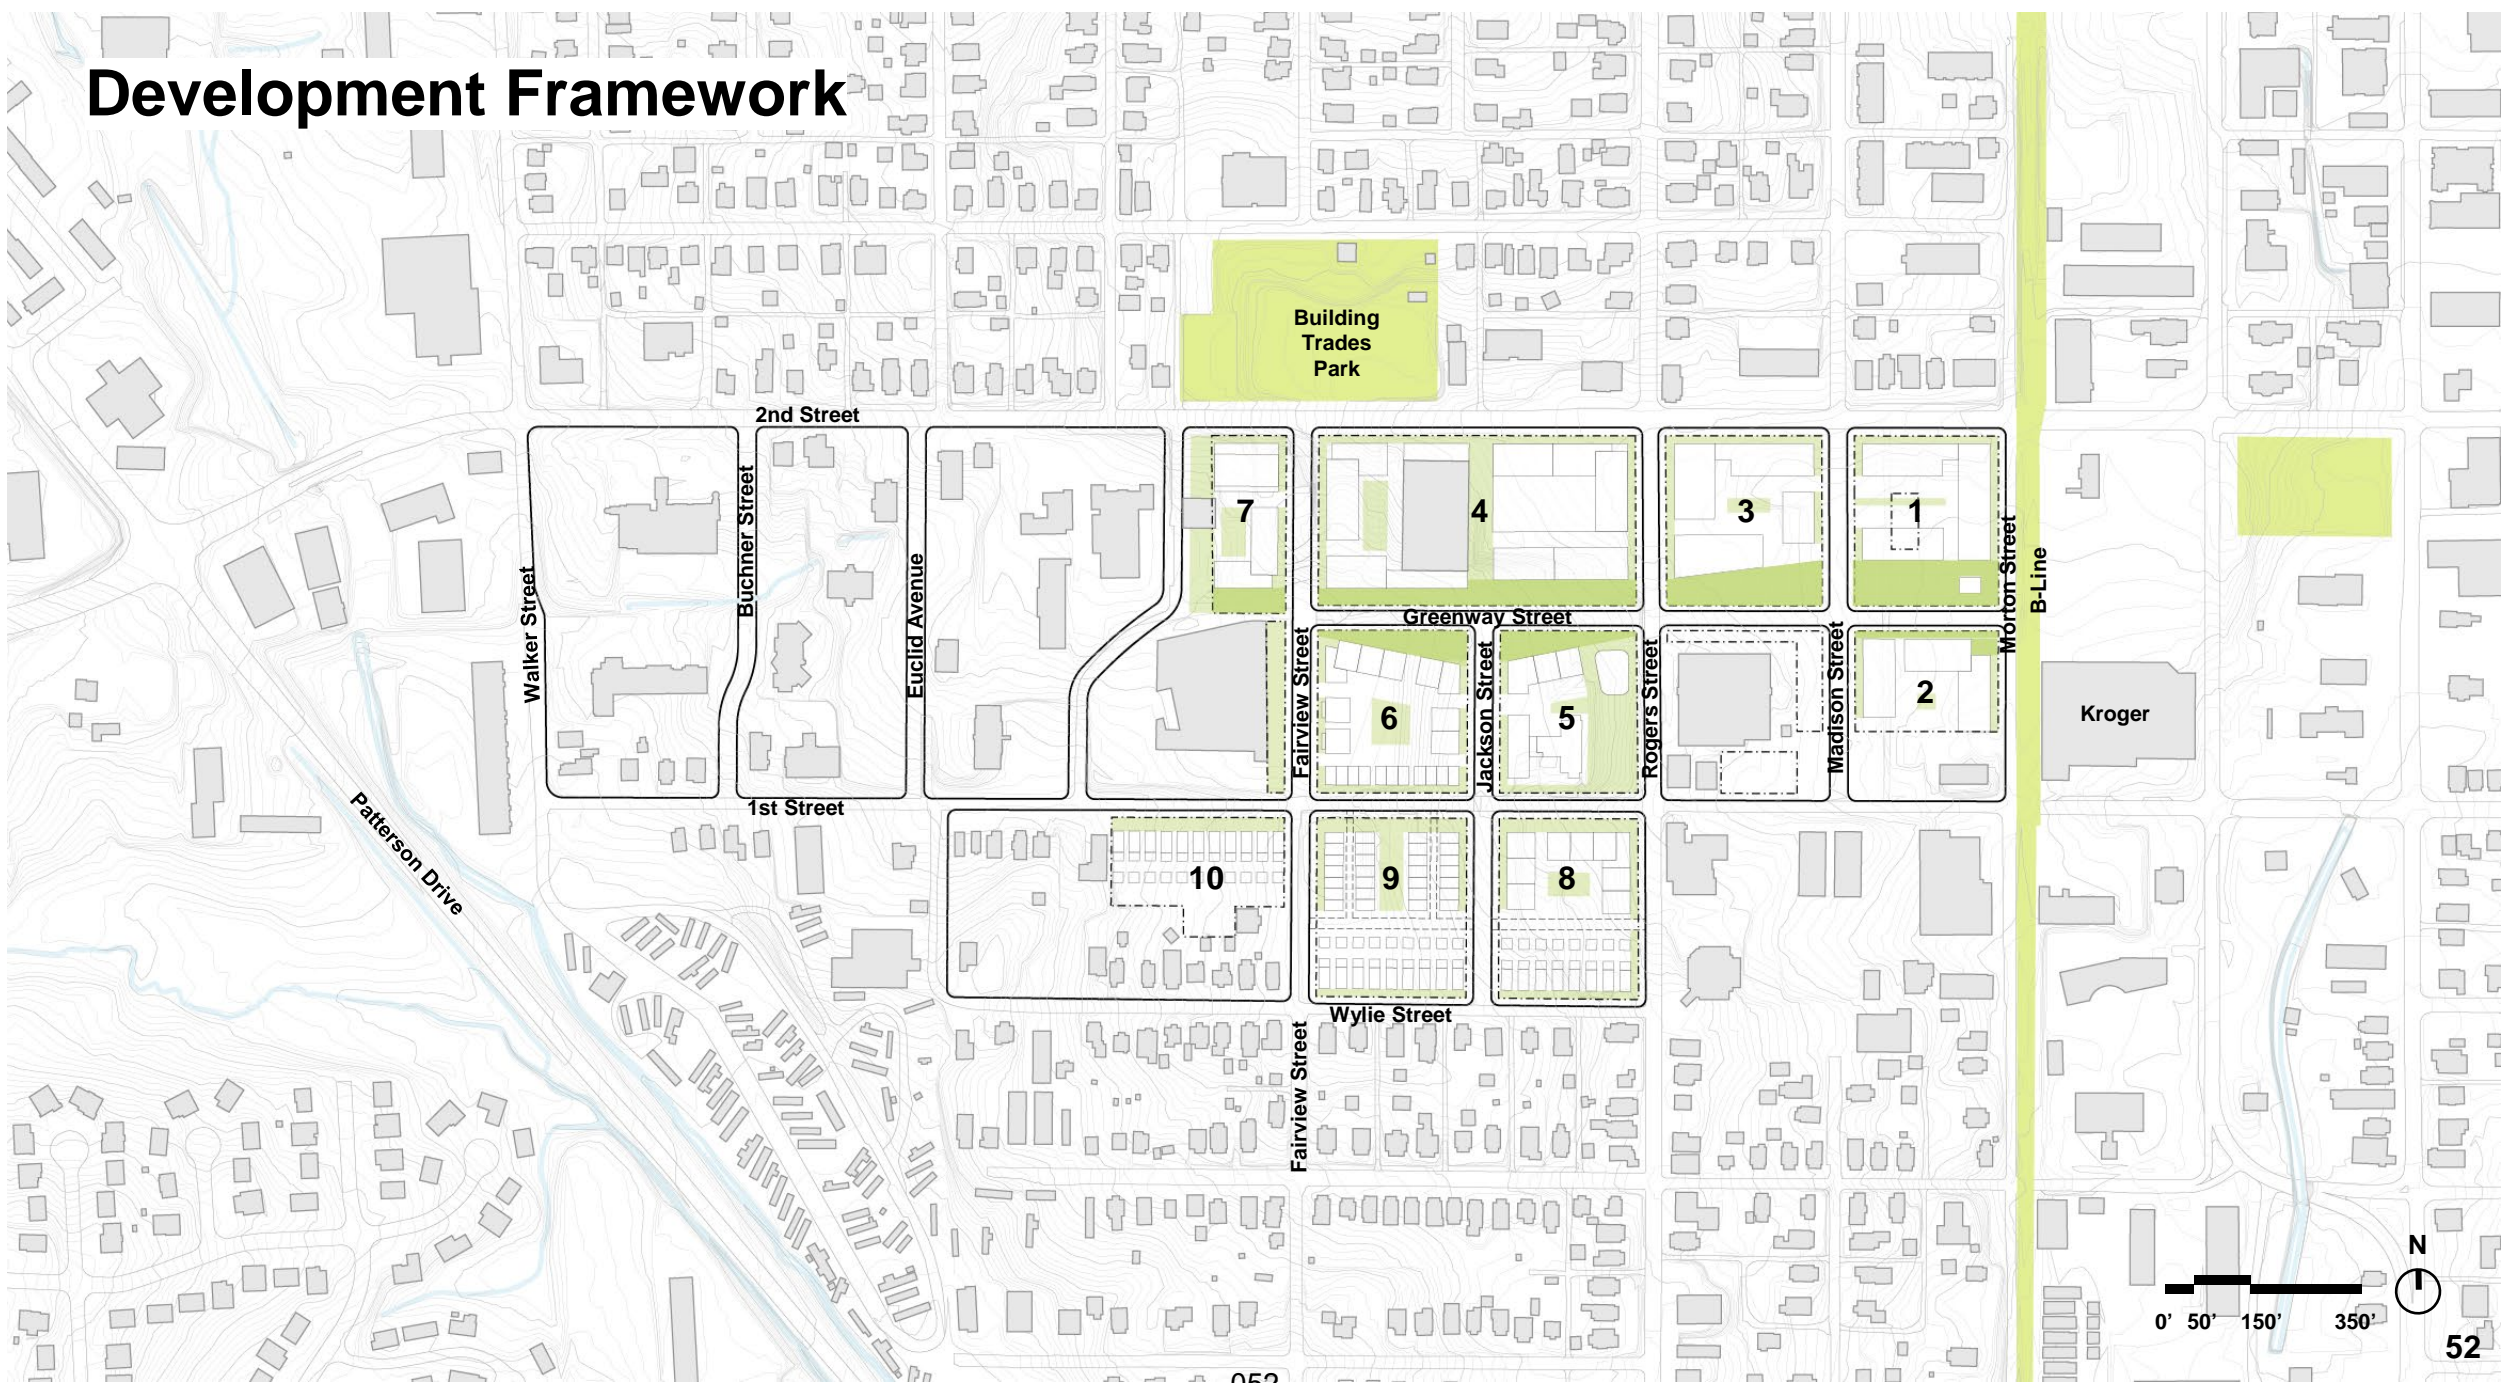 Development Framework
Building
Trades
Park
2nd Street
Buchner Street
Walker Street
Euclid Avenue
7
4
3
1
Morton Street
B-Line
Greenway Street
Fairview Street
Jackson Street
Rogers Street
Madison Street
6
5
2
Kroger
1st Street
Patterson Drive
10
9
8
Wylie Street
Fairview Street
N
0’ 50’ 150’ 350’
52
052